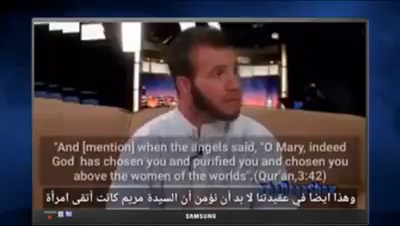 "And [mention] when the angels said, "O Mary, indeed
God has chosen you and purified you and chosen you
above the women of the worlds".(Qur'an,3:42)
وهذا ايضا في عقيدتنا لا بد أن نؤمن أن السيدة مريم كانت أتقى امرأة
SAMSUNG